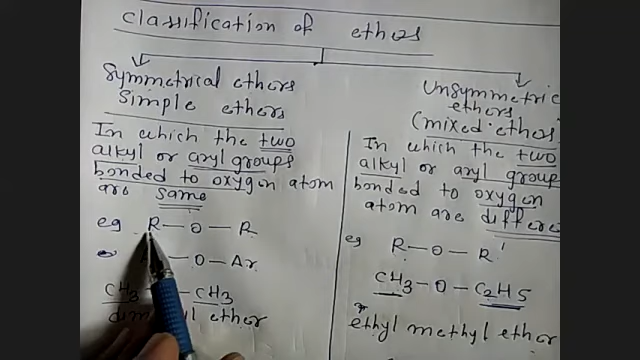 classification of ethers
Symmetrical ethers
Simple ethers
In which the two
alkyl or aryl groups
bonded to oxygen atom
are same
eg R-O-R
-O-Ar
CH3 - CH3
ether
Unsymmetric
ethers
(mixed ethers)
In which the two
alkyl or aryl group
bonded to oxygen
atom are differe
eg R-O-R'
CH3-O-C2H5
ethyl methyl ether